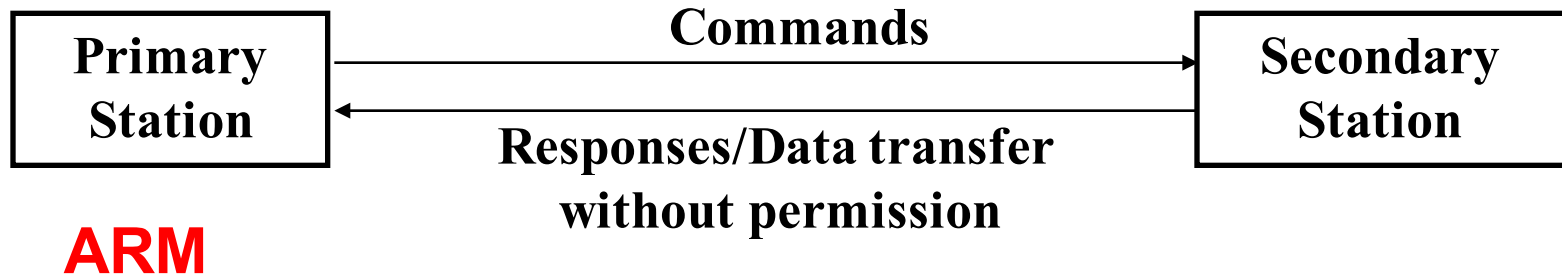 Primary
Station
Commands
Responses/Data transfer
without permission
Secondary
Station
ARM